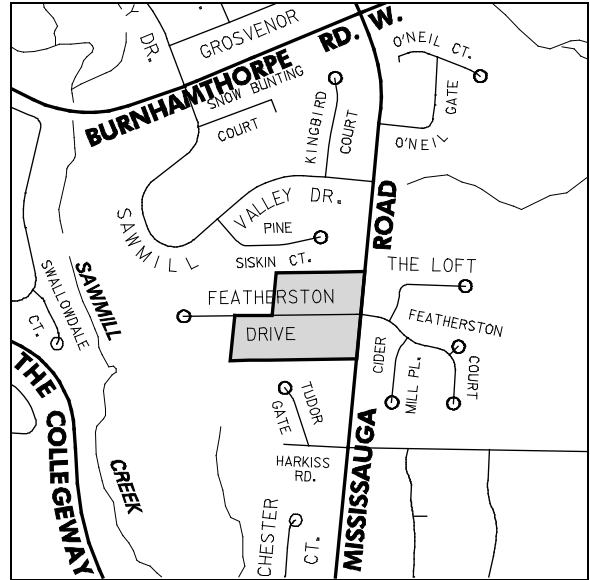 Y DR.
GROSVENOR
BURNHAMTHORPE RD. W.
O'NEIL CT.
GATE
O'NEIL
SNOW BUNTING
COURT
KINGBIRD
COURT
SAWMILL
VALLEY DR.
PINE
SISKIN CT.
ROAD
SWALLOWDALE
CT.
SAWMILL
FEATHERSTON
DRIVE
THE LOFT
FEATHERSTON
COURT
CIDER
MILL PL.
TUDOR
GATE
HARKISS
RD.
THE COLLEGEWAY
CREEK
CHESTER
CT.
MISSISSAUGA